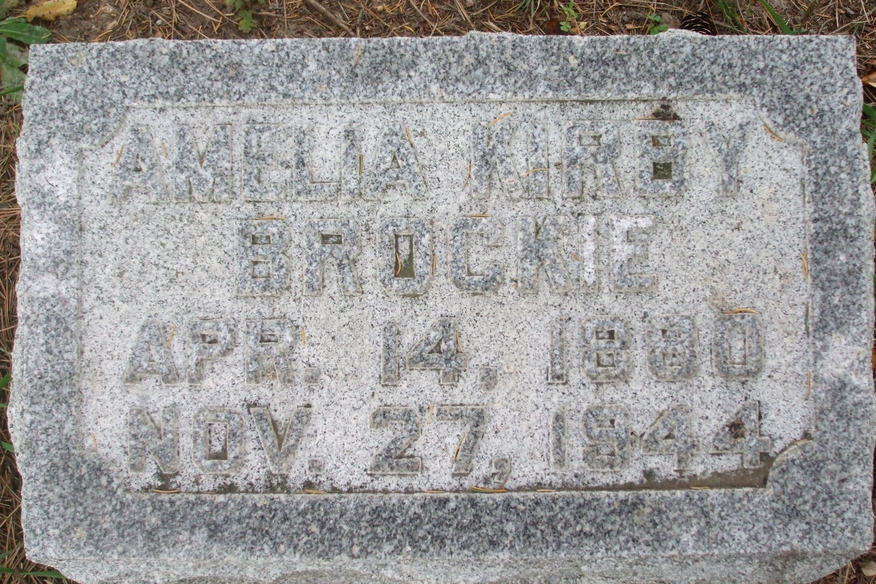 AMELIA KIRBY
BROCKIE
APR. 14, 1880
NOV. 27, 1944